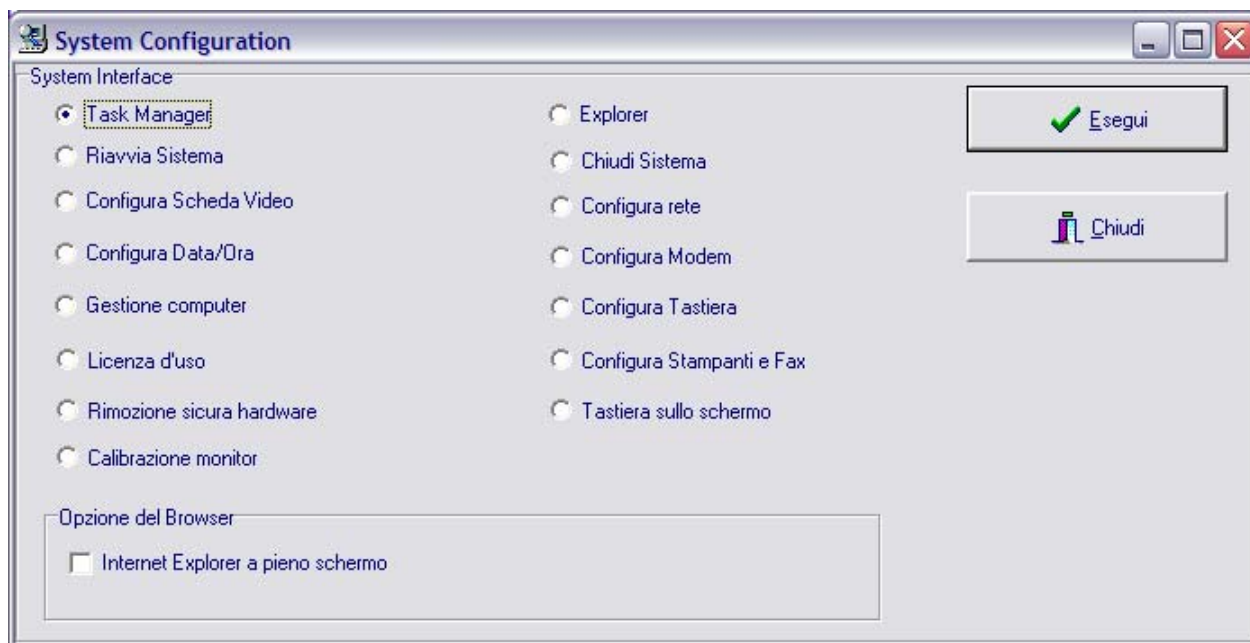 System Configuration
System Interface
Task Manager
Explorer
Esegui
Riavvia Sistema
Chiudi Sistema
Configura Scheda Video
Configura rete
Chiudi
Configura Data/Ora
Configura Modem
Gestione computer
Configura Tastiera
Licenza d'uso
Configura Stampanti e Fax
Rimozione sicura hardware
Tastiera sullo schermo
Calibrazione monitor
Opzione del Browser
Internet Explorer a pieno schermo